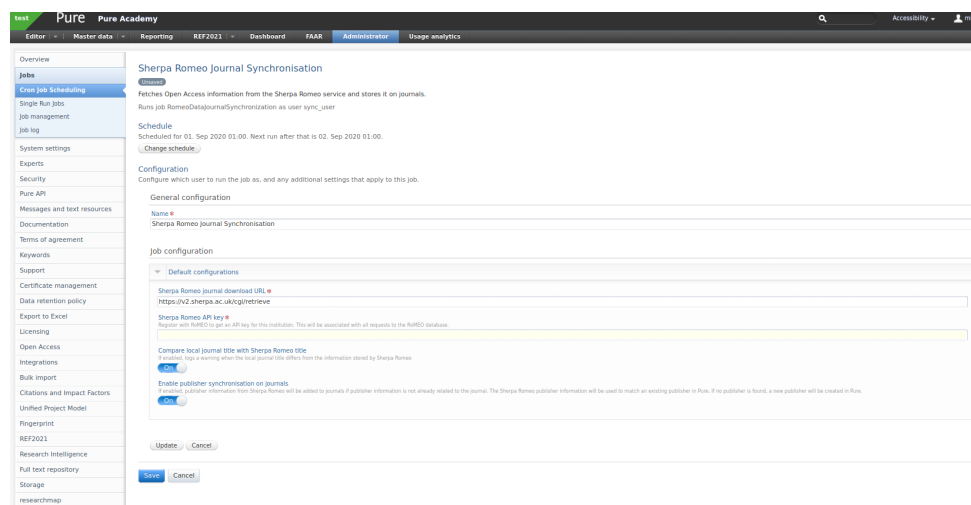 test
Pure Pure Academy
Accessibility
m
Editor Master data Reporting REF2021 Dashboard FAAR Administrator Usage analytics
Overview
Jobs
Cron Job Scheduling
Single Run Jobs
Job management
Job log
System settings
Experts
Security
Pure API
Messages and text resources
Documentation
Terms of agreement
Keywords
Support
Certificate management
Data retention policy
Export to Excel
Licensing
Open Access
Integrations
Bulk import
Citations and Impact Factors
Unified Project Model
Fingerprint
REF2021
Research Intelligence
Full text repository
Storage
researchmap
Sherpa Romeo Journal Synchronisation
Unsaved
Fetches Open Access information from the Sherpa Romeo service and stores it on journals.
Runs job RomeoDataJournalSynchronization as user sync_user
Schedule
Scheduled for 01. Sep 2020 01:00. Next run after that is 02. Sep 2020 01:00.
Change schedule
Configuration
Configure which user to run the job as, and any additional settings that apply to this job.
General configuration
Name *
Sherpa Romeo Journal Synchronisation
Job configuration
Default configurations
Sherpa Romeo journal download URL *
https://v2.sherpa.ac.uk/cgi/retrieve
Sherpa Romeo API key *
Register with RoMEO to get an API key for this institution. This will be associated with all requests to the RoMEO database.
Compare local journal title with Sherpa Romeo title
If enabled, logs a warning when the local journal title differs from the information stored by Sherpa Romeo
On
Enable publisher synchronisation on journals
If enabled, publisher information from Sherpa Romeo will be added to journals if publisher information is not already related to the journal. The Sherpa Romeo publisher information will be used to match an existing publisher in Pure. If no publisher is found, a new publisher will be created in Pure.
On
Update Cancel
Save Cancel